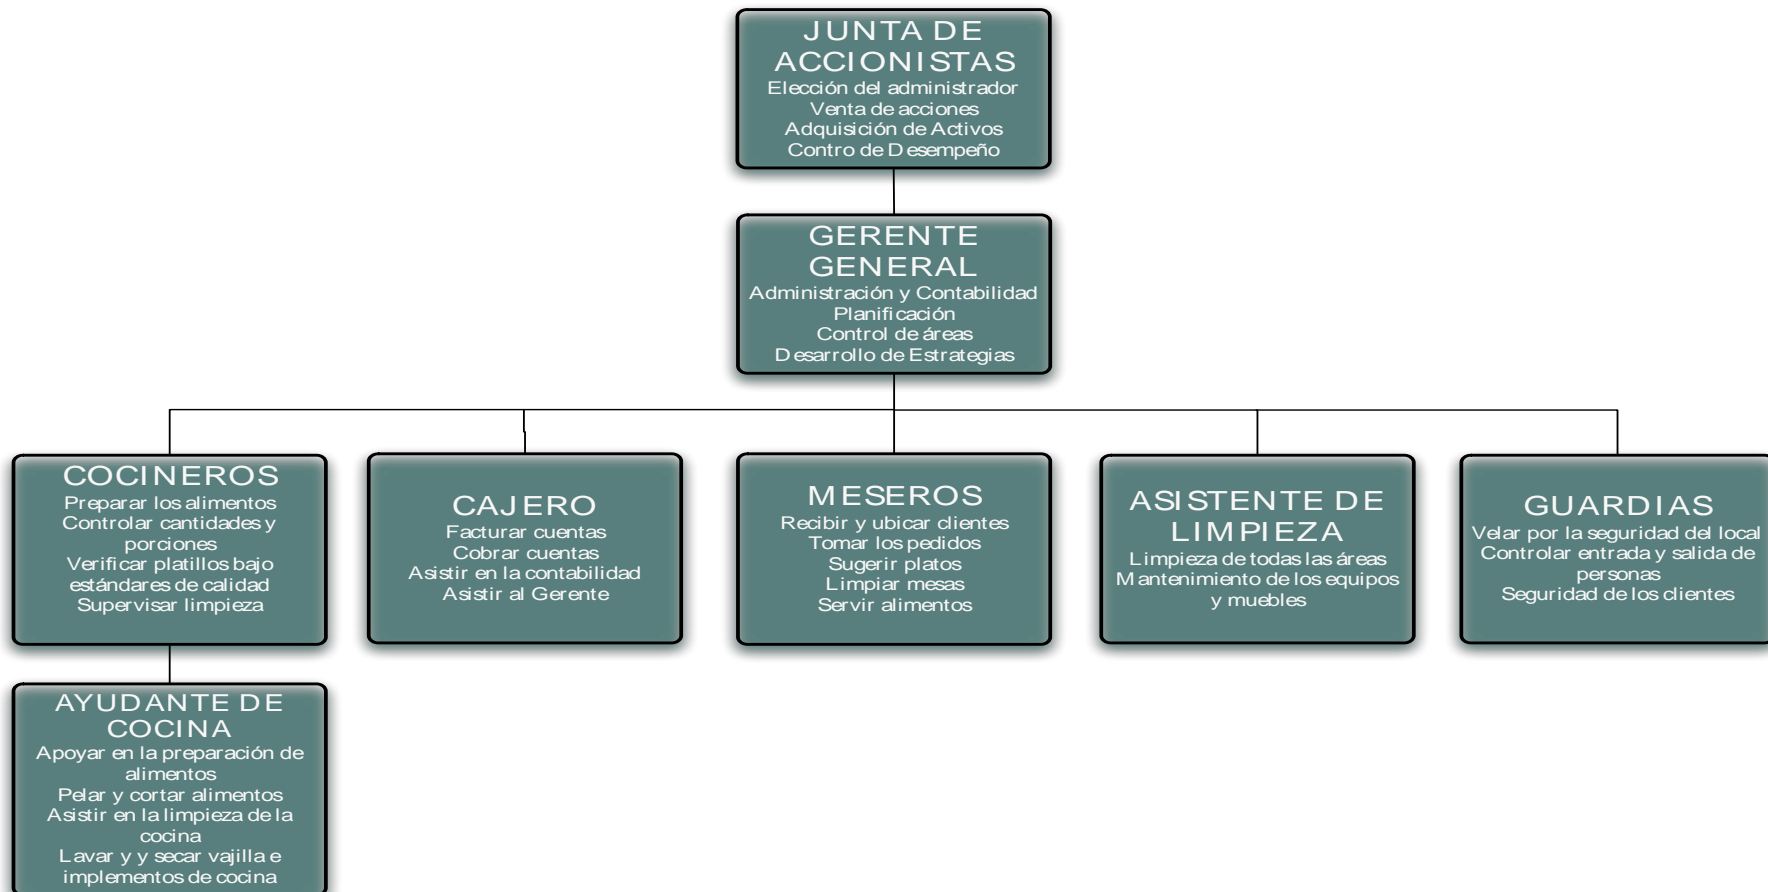 JUNTA DE
ACCIONISTAS
Elección del administrador
Venta de acciones
Adquisición de Activos
Contro de Desempeño
GERENTE
GENERAL
Administración y Contabilidad
Planificación
Control de áreas
Desarrollo de Estrategias
COCINEROS
Preparar los alimentos
Controlar cantidades y
porciones
Verificar platillos bajo
estándares de calidad
Supervisar limpieza
CAJERO
Facturar cuentas
Cobrar cuentas
Asistir en la contabilidad
Asistir al Gerente
MESEROS
Recibir y ubicar clientes
Tomar los pedidos
Sugerir platos
Limpiar mesas
Servir alimentos
ASISTENTE DE
LIMPIEZA
Limpieza de todas las áreas
Mantenimiento de los equipos
y muebles
GUARDIAS
Velar por la seguridad del local
Controlar entrada y salida de
personas
Seguridad de los clientes
AYUDANTE DE
COCINA
Apoyar en la preparación de
alimentos
Pelar y cortar alimentos
Asistir en la limpieza de la
cocina
Lavar y y secar vajilla e
implementos de cocina